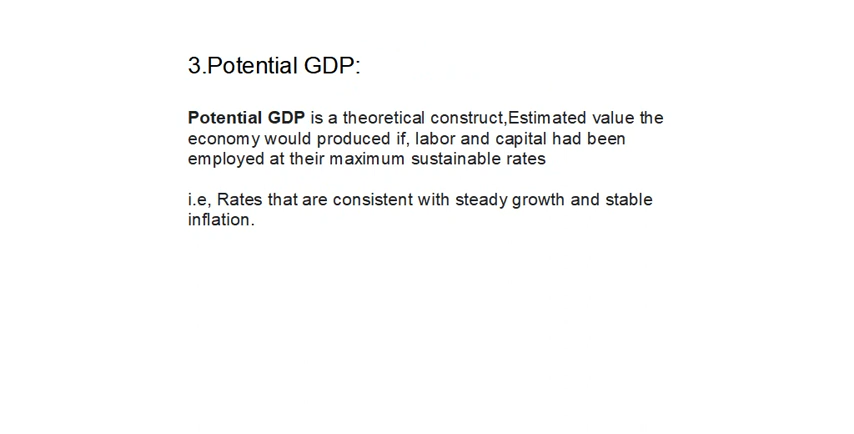 3.Potential GDP:
Potential GDP is a theoretical construct,Estimated value the
economy would produced if, labor and capital had been
employed at their maximum sustainable rates
i.e, Rates that are consistent with steady growth and stable
inflation.